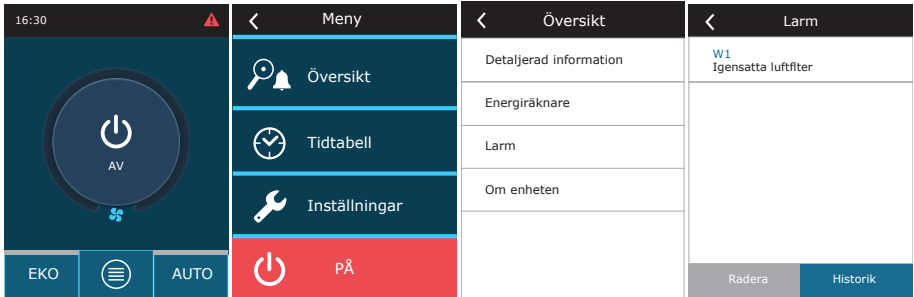 16:30
AV
EKO
AUTO
Meny
Översikt
Tidtabell
Inställningar
PÅ
Översikt
Detaljerad information
Energiräknare
Larm
Om enheten
Larm
W1
Igensatta luftflter
Radera
Historik